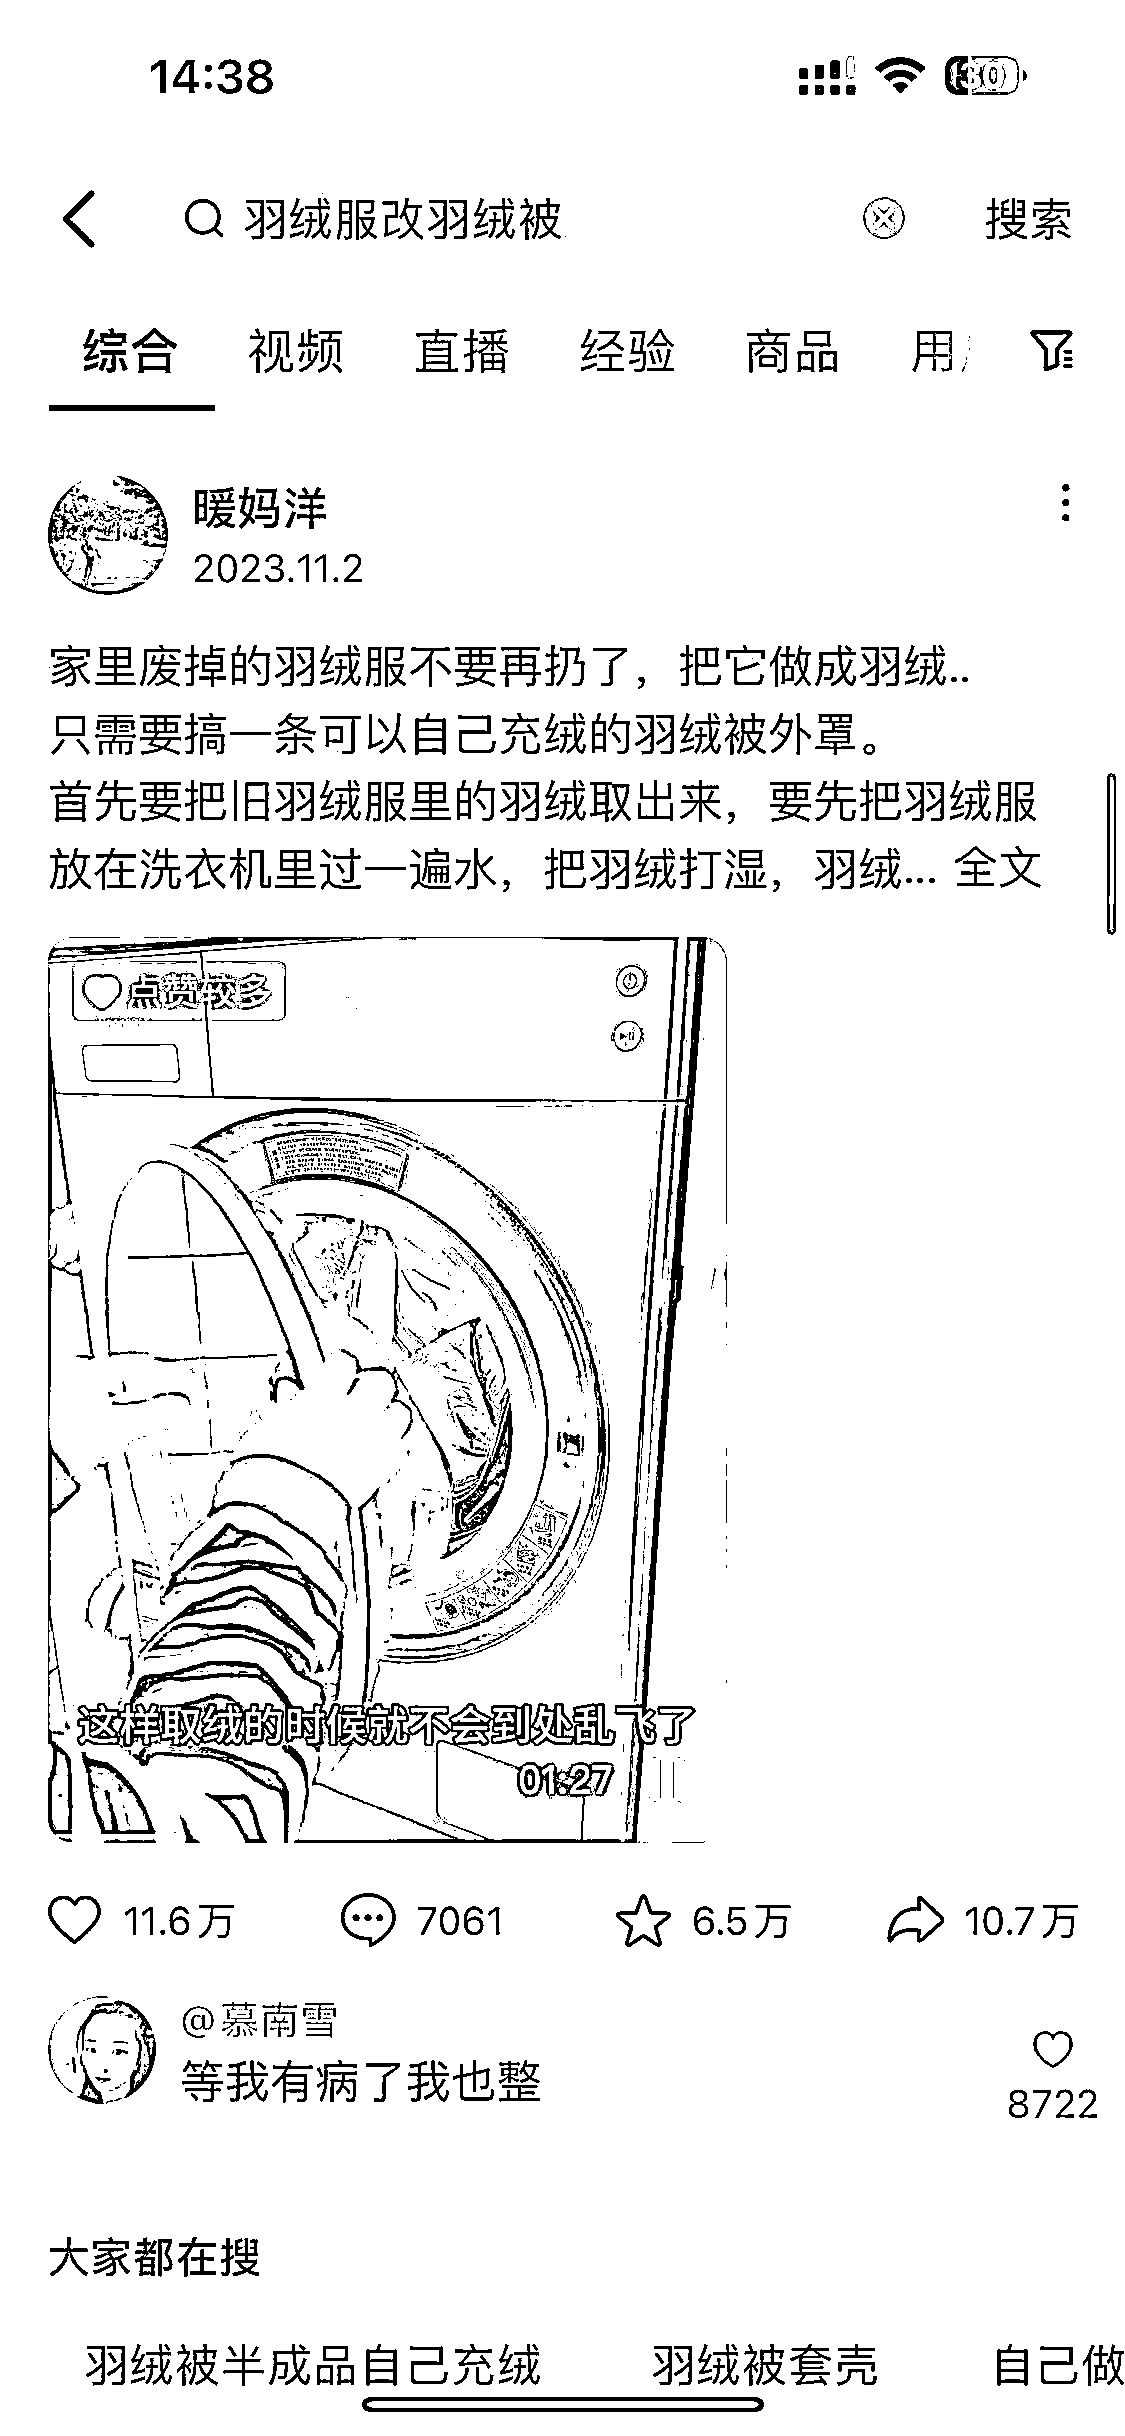 14:38
羽绒服改羽绒被
搜索
综合 视频 直播 经验 商品 用
暖妈洋
2023.11.2
家里废掉的羽绒服不要再扔了，把它做成羽绒..
只需要搞一条可以自己充绒的羽绒被外罩。
首先要把旧羽绒服里的羽绒取出来，要先把羽绒服
放在洗衣机里过一遍水，把羽绒打湿，羽绒... 全文
点赞较多
这样取绒的时候就不会到处乱飞了
01:27
11.6万 7061 6.5万 10.7万
@慕南雪
等我有病了我也整
8722
大家都在搜
羽绒被半成品自己充绒 羽绒被套壳 自己做